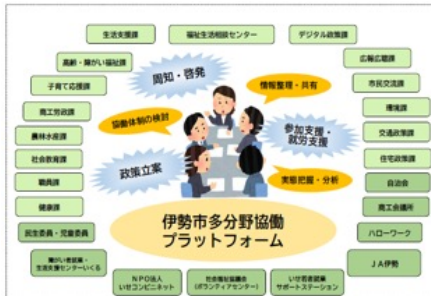 生活支援課
福祉生活相談センター
デジタル政策課
高齢・障がい福祉課
広報広聴課
子育て応援課
市民交流課
商工労政課
環境課
農林水産課
交通政策課
社会教育課
住宅政策課
職員課
自治会
健康課
商工会議所
民生委員・児童委員
ハローワーク
障がい者就業・
生活支援センターいくる
NPO法人
いせコンビニネット
社会福祉協議会
(ボランティアセンター)
いせ若者就業
サポートステーション
JA伊勢
周知・啓発
情報整理・共有
協働体制の検討
参加支援・
就労支援
政策立案
実態把握・分析
伊勢市多分野協働
プラットフォーム